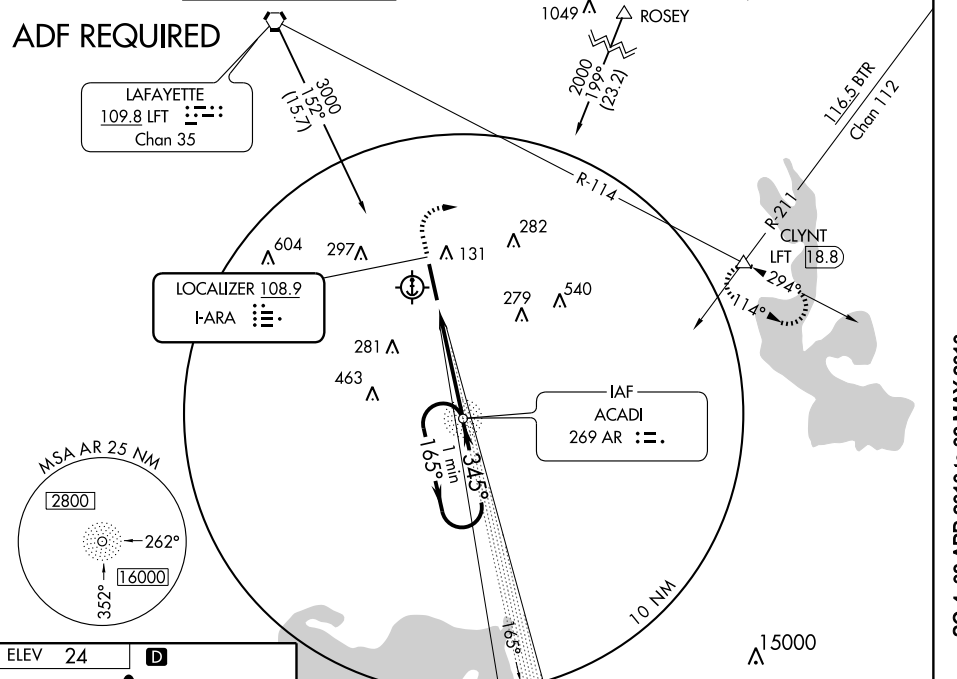 ADF REQUIRED
1049
ROSEY
2000
199°
(23.2)
116.5 BTR
Chan 112
LAFAYETTE
109.8 LFT
Chan 35
3000
152°
(15.7)
R-114
R-211
CLYNT
LFT 18.8
294°
114°
604
297
131
282
LOCALIZER 108.9
I-ARA
279
540
281
463
IAF
ACADI
269 AR
165°
1 min
345°
MSA AR 25 NM
2800
262°
16000
352°
10 NM
165°
15000
ELEV 24
D